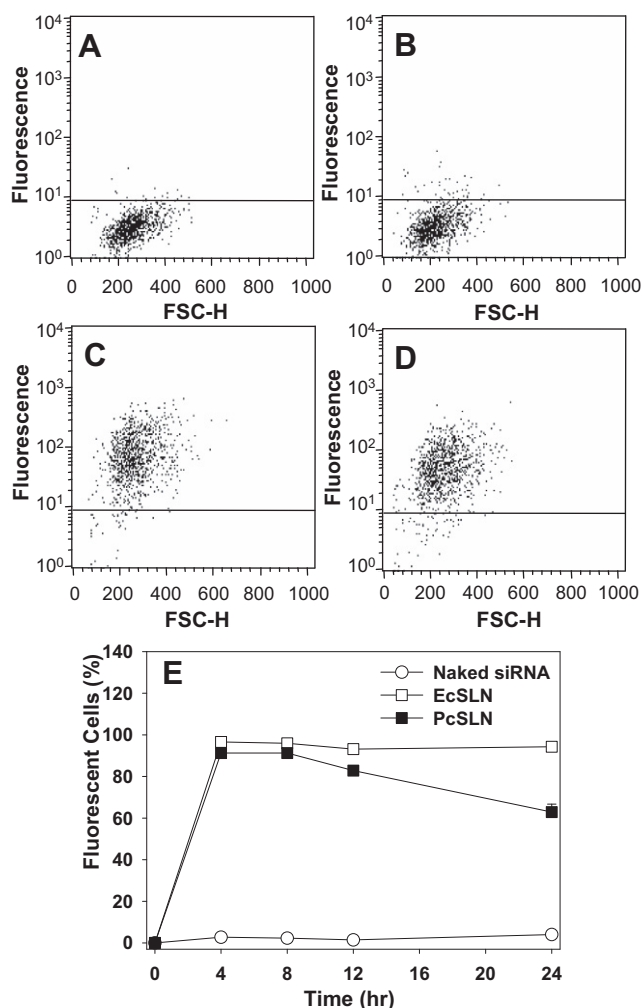 A
Fluorescence
10⁴
10³
10²
10¹
10⁰
0 200 400 600 800 1000
FSC-H
B
Fluorescence
10⁴
10³
10²
10¹
10⁰
0 200 400 600 800 1000
FSC-H
C
Fluorescence
10⁴
10³
10²
10¹
10⁰
0 200 400 600 800 1000
FSC-H
D
Fluorescence
10⁴
10³
10²
10¹
10⁰
0 200 400 600 800 1000
FSC-H
E
Fluorescent Cells (%)
140
120
100
80
60
40
20
0
Naked siRNA
EcSLN
PcSLN
0 4 8 12 16 20 24
Time (hr)